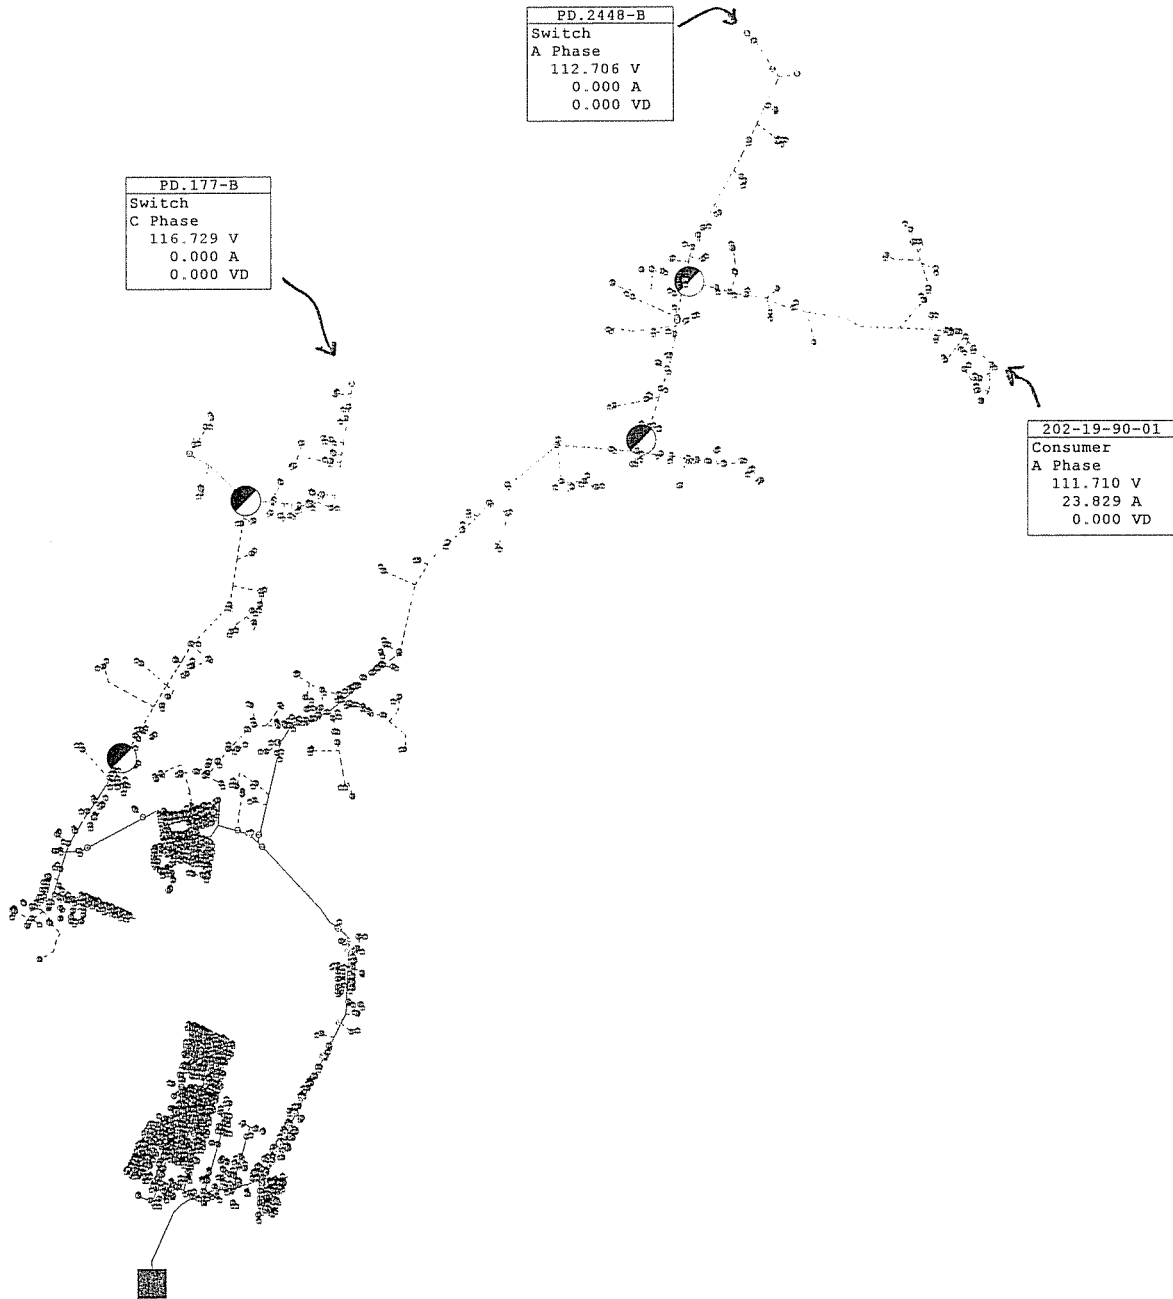 PD.2448-B
Switch
A Phase
112.706 V
0.000 A
0.000 VD
PD.177-B
Switch
C Phase
116.729 V
0.000 A
0.000 VD
202-19-90-01
Consumer
A Phase
111.710 V
23.829 A
0.000 VD